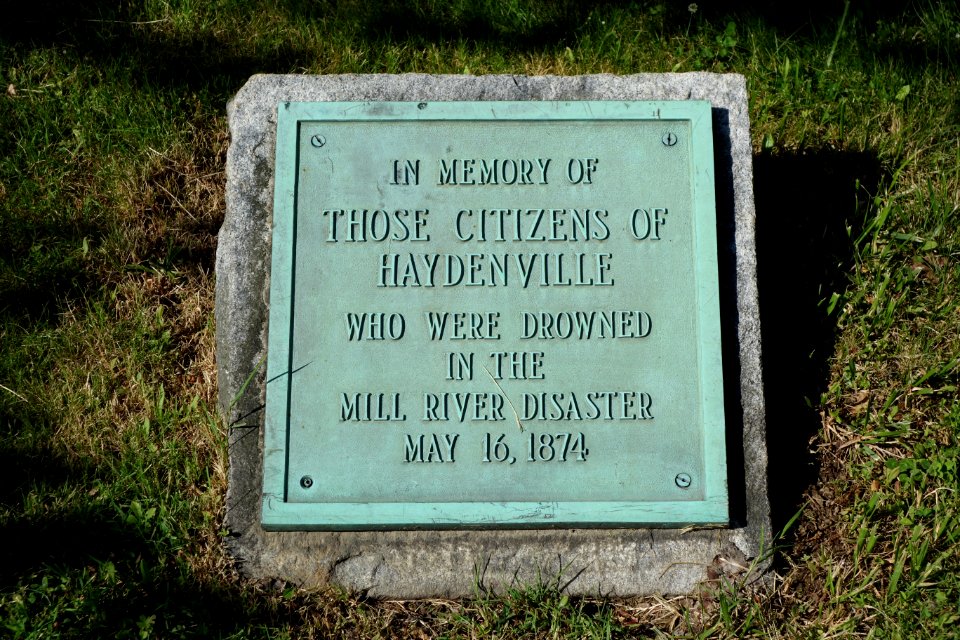 IN MEMORY OF
THOSE CITIZENS OF
HAYDENVILLE
WHO WERE DROWNED
IN THE
MILL RIVER DISASTER
MAY 16, 1874